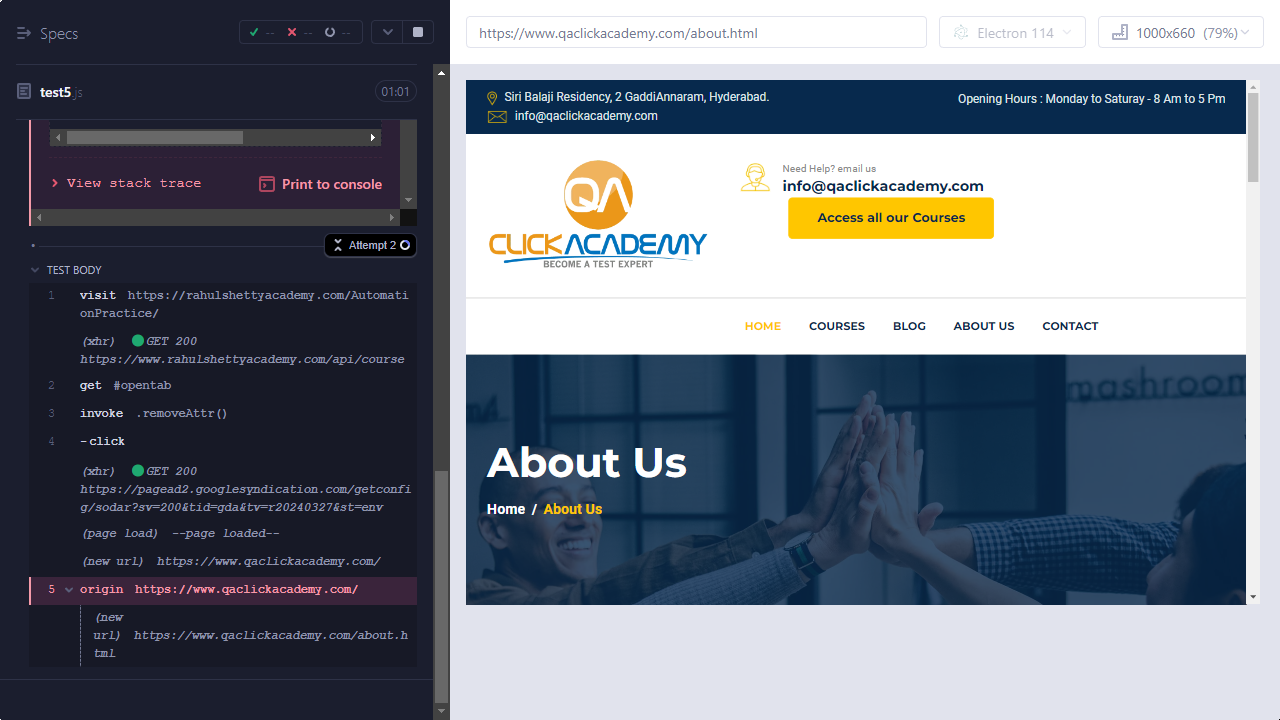 Specs
--
--
--
test5.js
01:01
View stack trace
Print to console
Attempt 2
TEST BODY
1 visit https://rahulshettyacademy.com/Automati
onPractice/
(xhr) GET 200
https://www.rahulshettyacademy.com/api/course
2 get #opentab
3 invoke .removeAttr()
4 -click
(xhr) GET 200
https://pagead2.googlesyndication.com/getconfi
g/sodar?sv=200&tid=gda&tv=r20240327&st=env
(page load) --page loaded--
(new url) https://www.qaclickacademy.com/
5 origin https://www.qaclickacademy.com/
(new
url) https://www.qaclickacademy.com/about.h
tml
https://www.qaclickacademy.com/about.html
Electron 114
1000x660 (79%)
Siri Balaji Residency, 2 GaddiAnnaram, Hyderabad.
info@qaclickacademy.com
Opening Hours : Monday to Saturay - 8 Am to 5 Pm
QA
CLICKACADEMY
BECOME A TEST EXPERT
Need Help? email us
info@qaclickacademy.com
Access all our Courses
HOME COURSES BLOG ABOUT US CONTACT
mashroom
About Us
Home / About Us